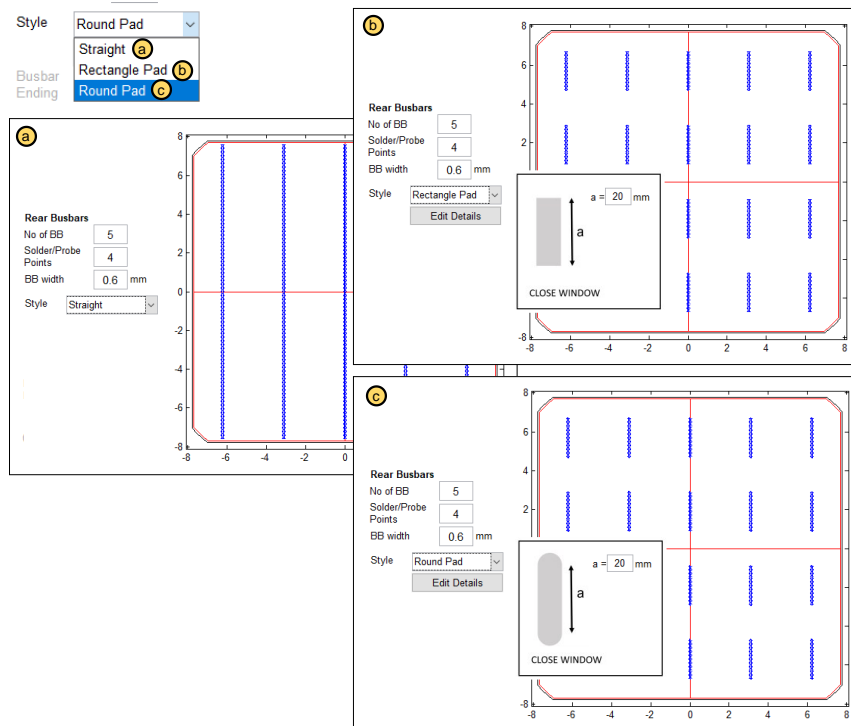 Style Round Pad
Straight a
Rectangle Pad b
Round Pad c
Busbar
Ending
a
Rear Busbars
No of BB 5
Solder/Probe
Points 4
BB width 0.6 mm
Style Straight
8
6
4
2
0
-2
-4
-6
-8
-8 -6 -4 -2 0
b
Rear Busbars
No of BB 5
Solder/Probe
Points 4
BB width 0.6 mm
Style Rectangle Pad
Edit Details
8
6
4
2
-8
-8 -6 -4 -2 0 2 4 6 8
a = 20 mm
a
CLOSE WINDOW
c
Rear Busbars
No of BB 5
Solder/Probe
Points 4
BB width 0.6 mm
Style Round Pad
Edit Details
8
6
4
2
-8
-8 -6 -4 -2 0 2 4 6 8
a = 20 mm
a
CLOSE WINDOW